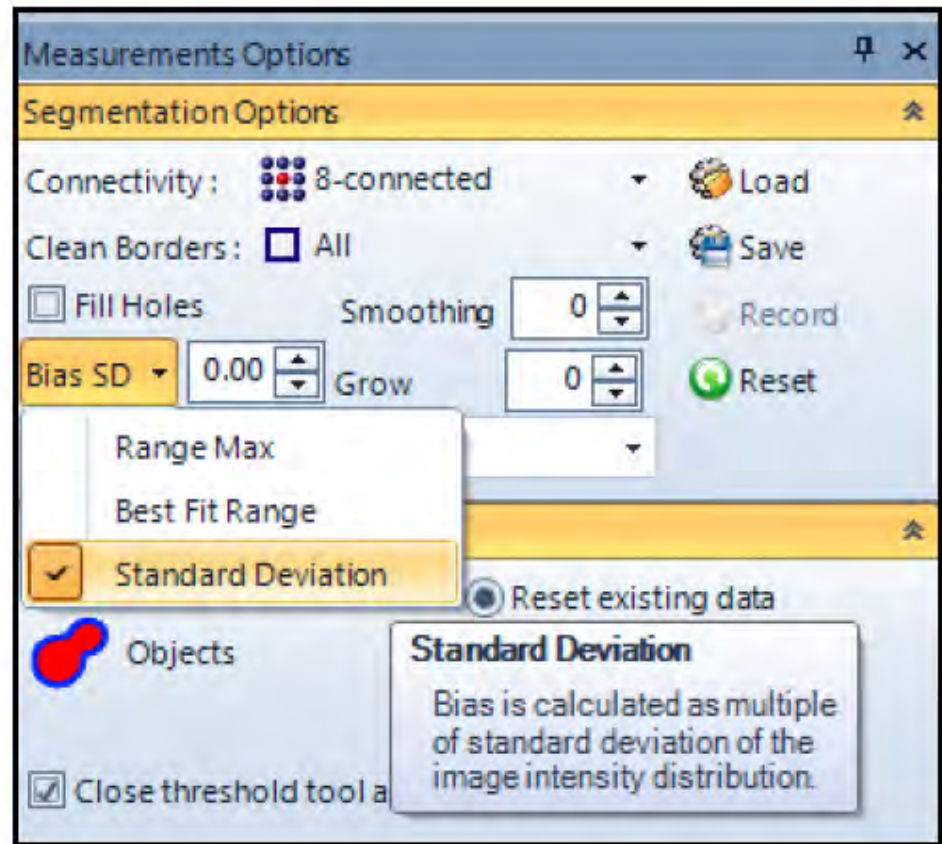 Measurements Options
Segmentation Options
Connectivity : 8-connected Load
Clean Borders : All Save
Fill Holes Smoothing 0 Record
Bias SD 0.00 Grow 0 Reset
Range Max
Best Fit Range
Standard Deviation
Reset existing data
Objects
Standard Deviation
Bias is calculated as multiple
of standard deviation of the
image intensity distribution.
Close threshold tool a